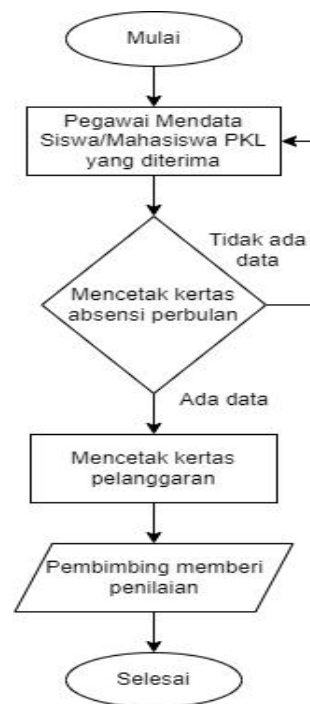 Mulai
Pegawai Mendata
Siswa/Mahasiswa PKL
yang diterima
Tidak ada
data
Mencetak kertas
absensi perbulan
Ada data
Mencetak kertas
pelanggaran
Pembimbing memberi
penilaian
Selesai